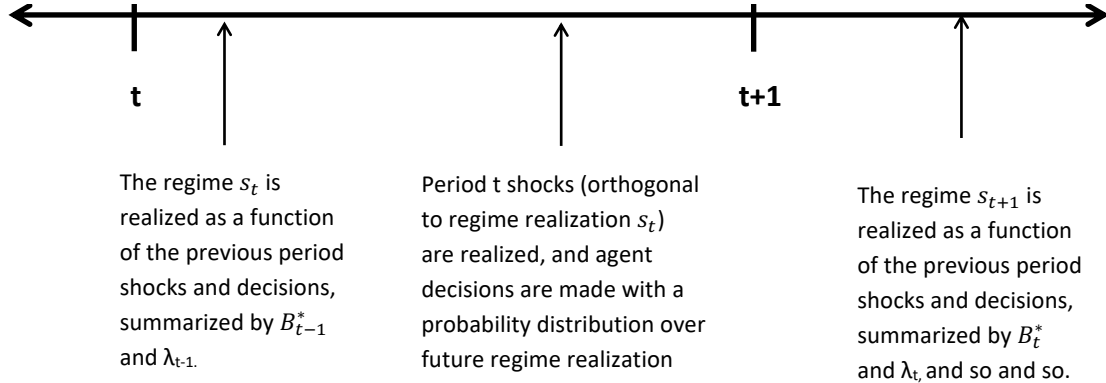 t
t+1
The regime s_t is
realized as a function
of the previous period
shocks and decisions,
summarized by B*_{t−1}
and λ_{t-1.}
Period t shocks (orthogonal
to regime realization s_t)
are realized, and agent
decisions are made with a
probability distribution over
future regime realization
The regime s_{t+1} is
realized as a function
of the previous period
shocks and decisions,
summarized by B*_t
and λ_{t,} and so and so.